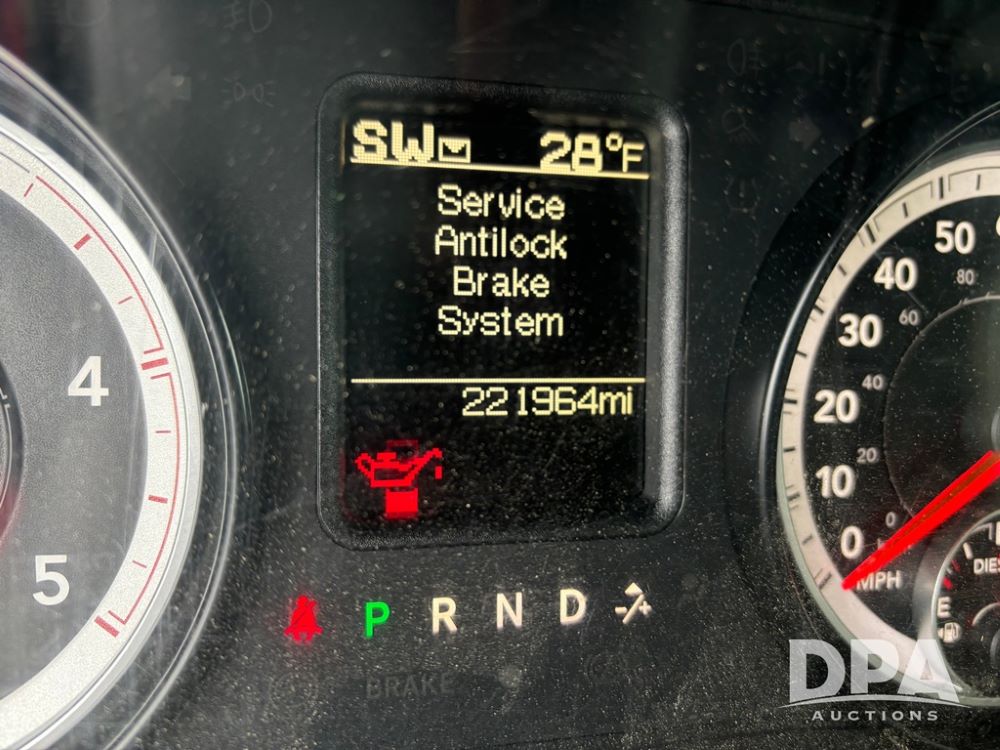 SW 28°F
Service
Antilock
Brake
System
221964mi
4
5
P R N D
BRAKE
50
40
80
30
60
20
40
10
20
0
0
MPH
E
DPA
AUCTIONS